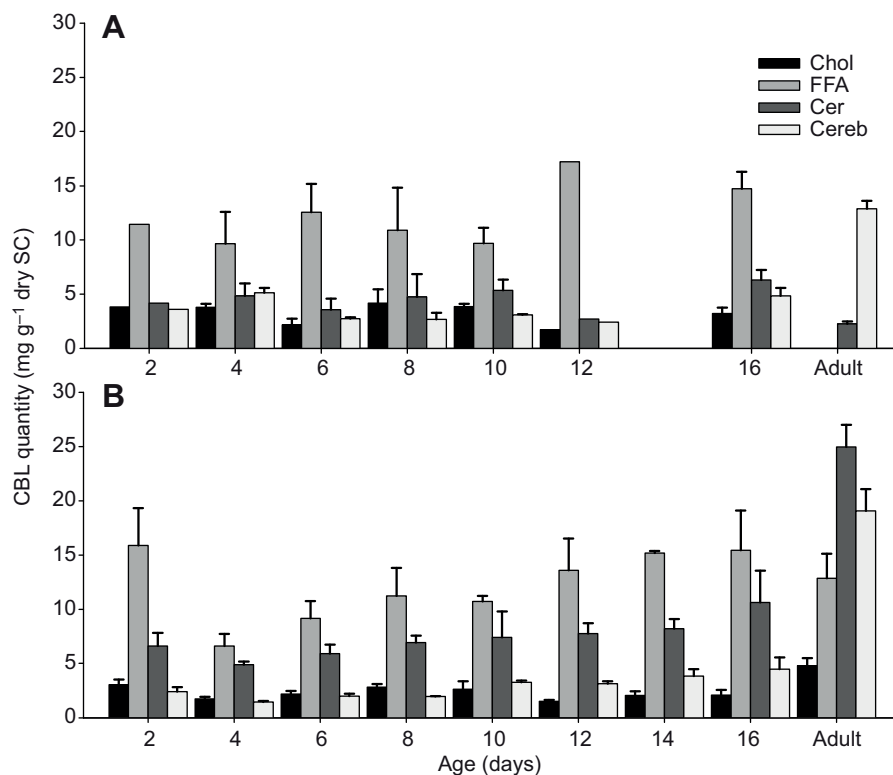 A
30
25
20
15
10
5
0
Chol
FFA
Cer
Cereb
2 4 6 8 10 12 16 Adult
B
30
25
20
15
10
5
0
2 4 6 8 10 12 14 16 Adult
CBL quantity (mg g⁻¹ dry SC)
Age (days)